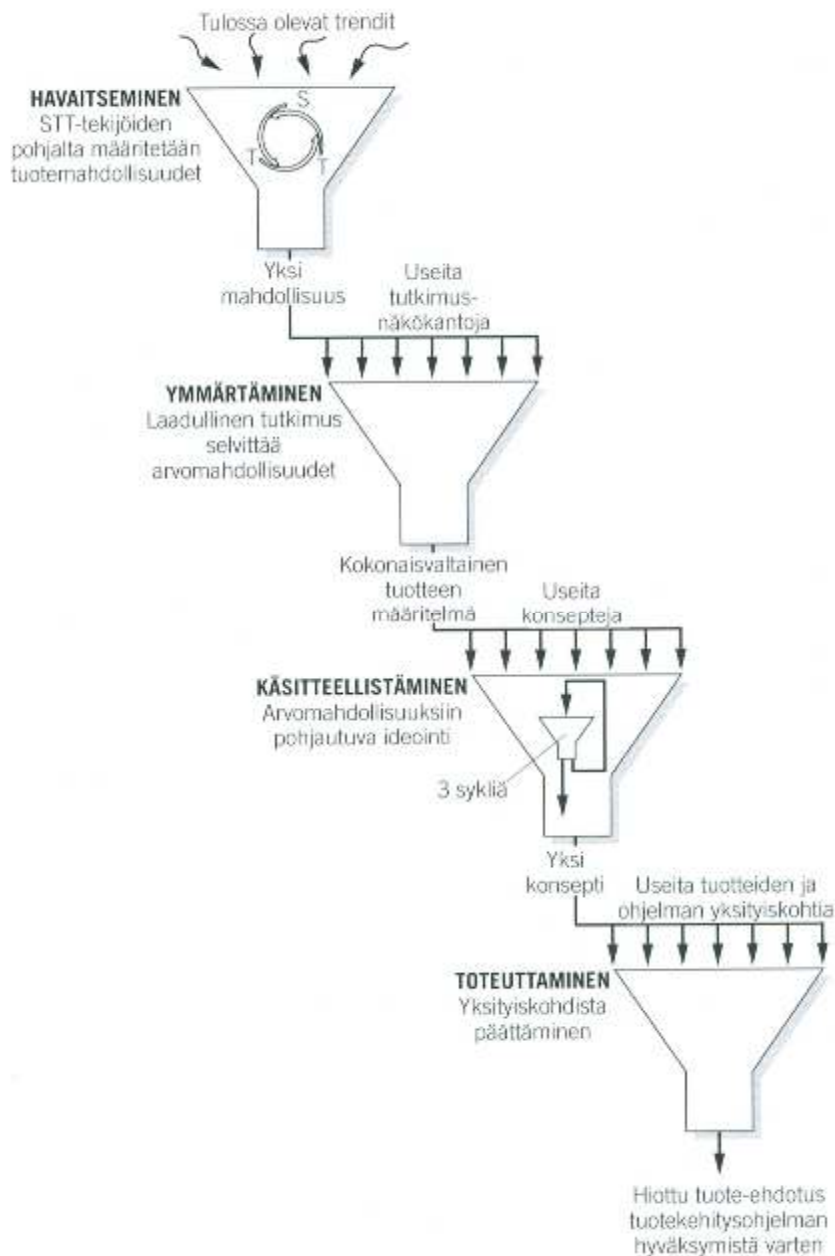 Tulossa olevat trendit
HAVAITSEMINEN
STT-tekijöiden
pohjalta määritetään
tuotemahdollisuudet
S
T
T
Yksi
mahdollisuus
Useita
tutkimus-
näkökantoja
YMMÄRTÄMINEN
Laadullinen tutkimus
selvittää
arvomahdollisuudet
Kokonaisvaltainen
tuotteen
määritelmä
Useita
konsepteja
KÄSITTEELLISTÄMINEN
Arvomahdollisuuksiin
pohjautuva ideointi
3 sykliä
Yksi
konsepti
Useita tuotteiden ja
ohjelman yksityiskohtia
TOTEUTTAMINEN
Yksityiskohdista
päättäminen
Hiottu tuote-ehdotus
tuotekehitysohjelman
hyväksymistä varten